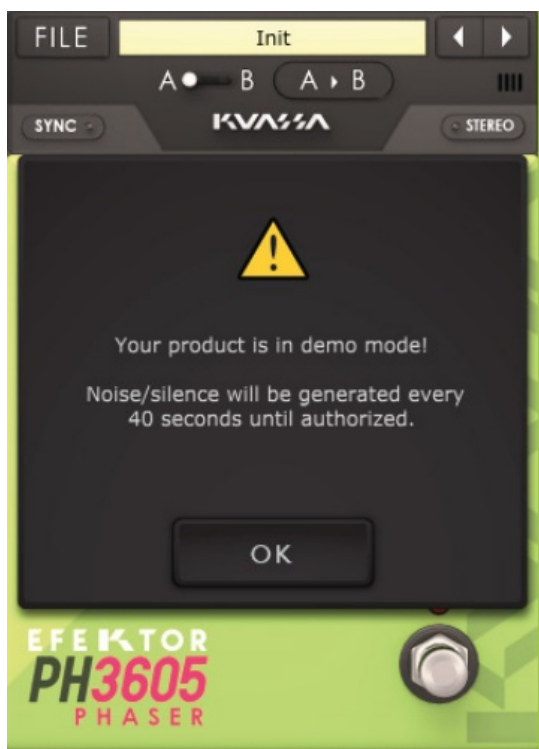 FILE Init
A B A ▸ B
SYNC KVASSA STEREO
Your product is in demo mode!
Noise/silence will be generated every
40 seconds until authorized.
OK
EFEKTOR
PH3605
PHASER